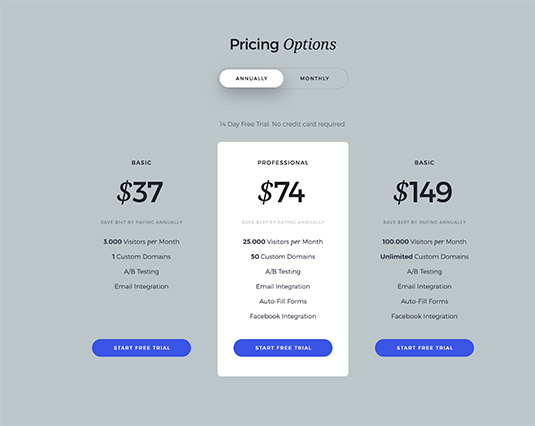 Pricing Options
ANNUALLY MONTHLY
14 Day Free Trial. No credit card required.
BASIC
$37
SAVE $147 BY PAYING ANNUALLY
3.000 Visitors per Month
1 Custom Domains
A/B Testing
Email Integration
START FREE TRIAL
PROFESSIONAL
$74
BY PAYING ANNUALLY
25.000 Visitors per Month
50 Custom Domains
A/B Testing
Email Integration
Auto-Fill Forms
Facebook Integration
START FREE TRIAL
BASIC
$149
BY PAYING ANNUALLY
100.000 Visitors per Month
Unlimited Custom Domains
A/B Testing
Email Integration
Auto-Fill Forms
Facebook Integration
START FREE TRIAL